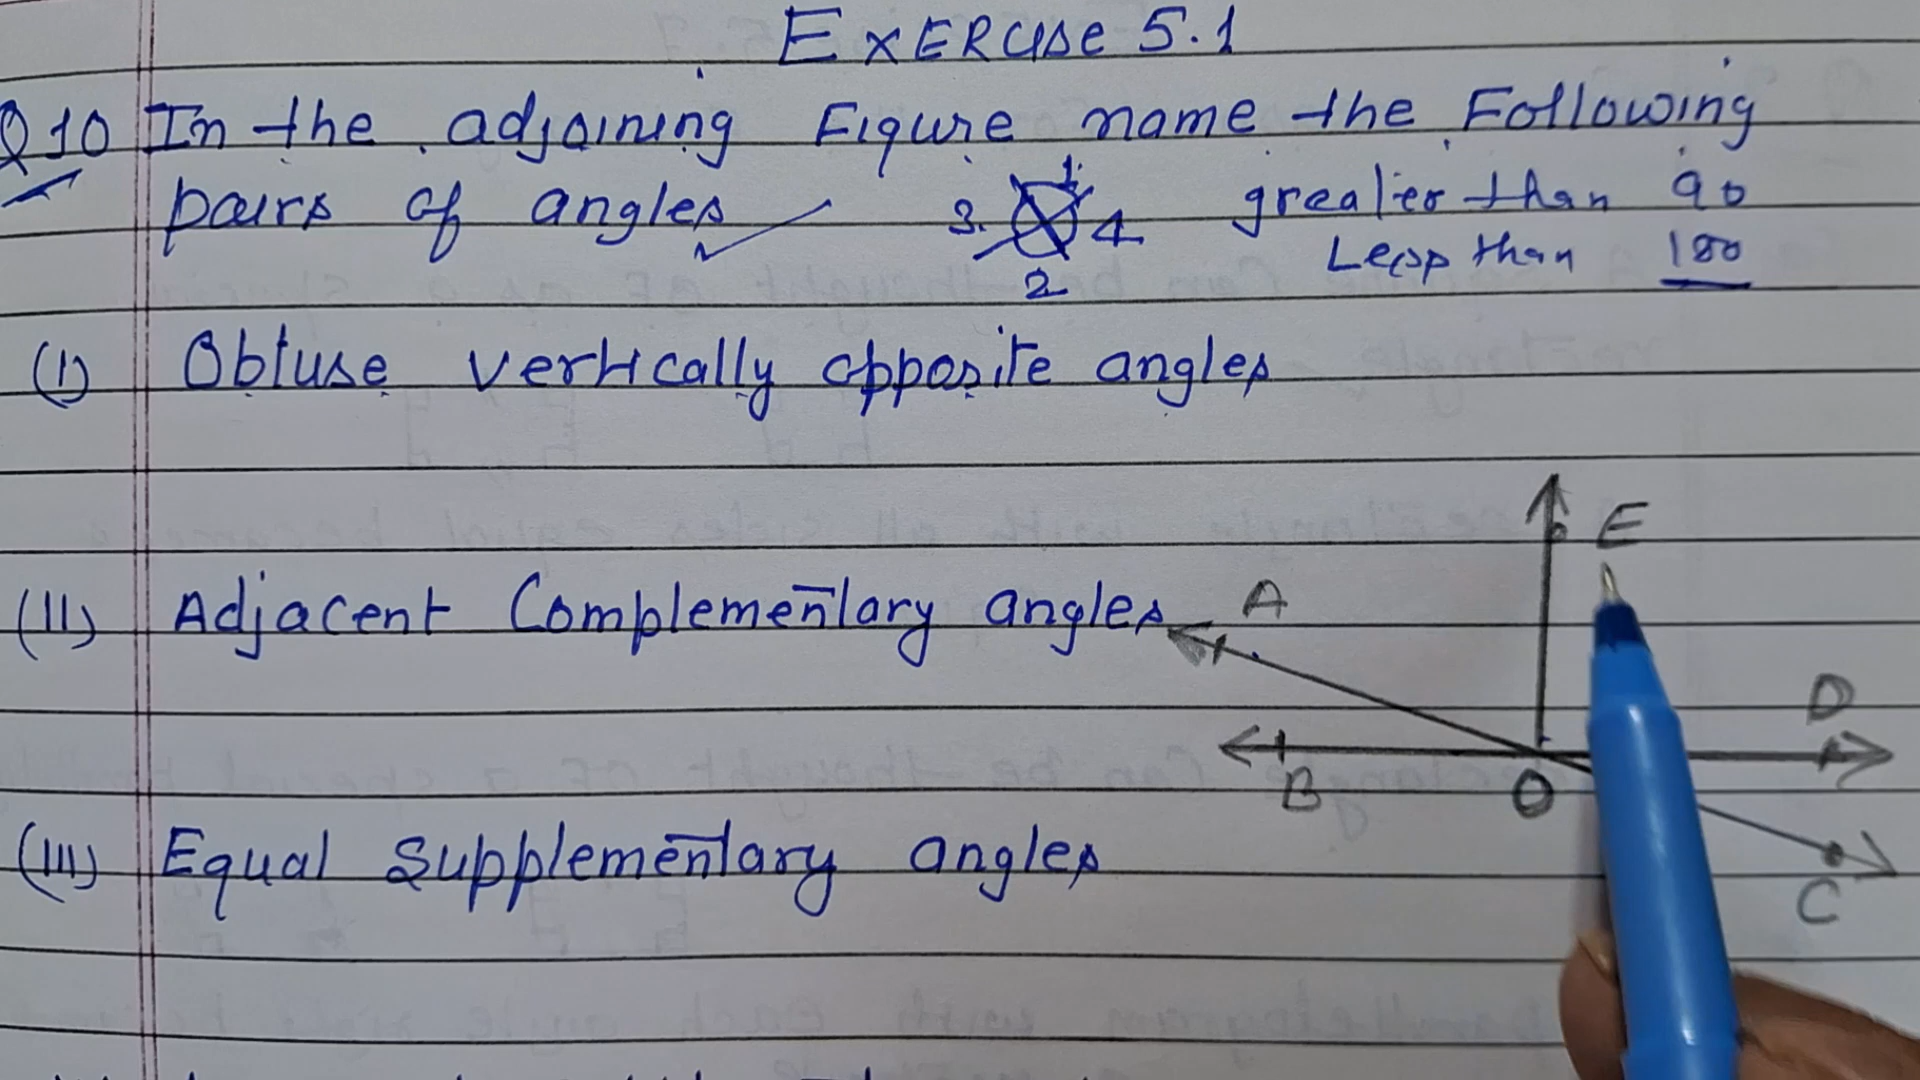 EXERCISE 5.1
Q10 In the adjoining Figure name the Following
pairs of angles
1
3. 4
2
greater than 90
Less than 180
(I) Obtuse vertically opposite angles
(II) Adjacent Complementary angles
(III) Equal Supplementary angles
E
A
D
B O
C